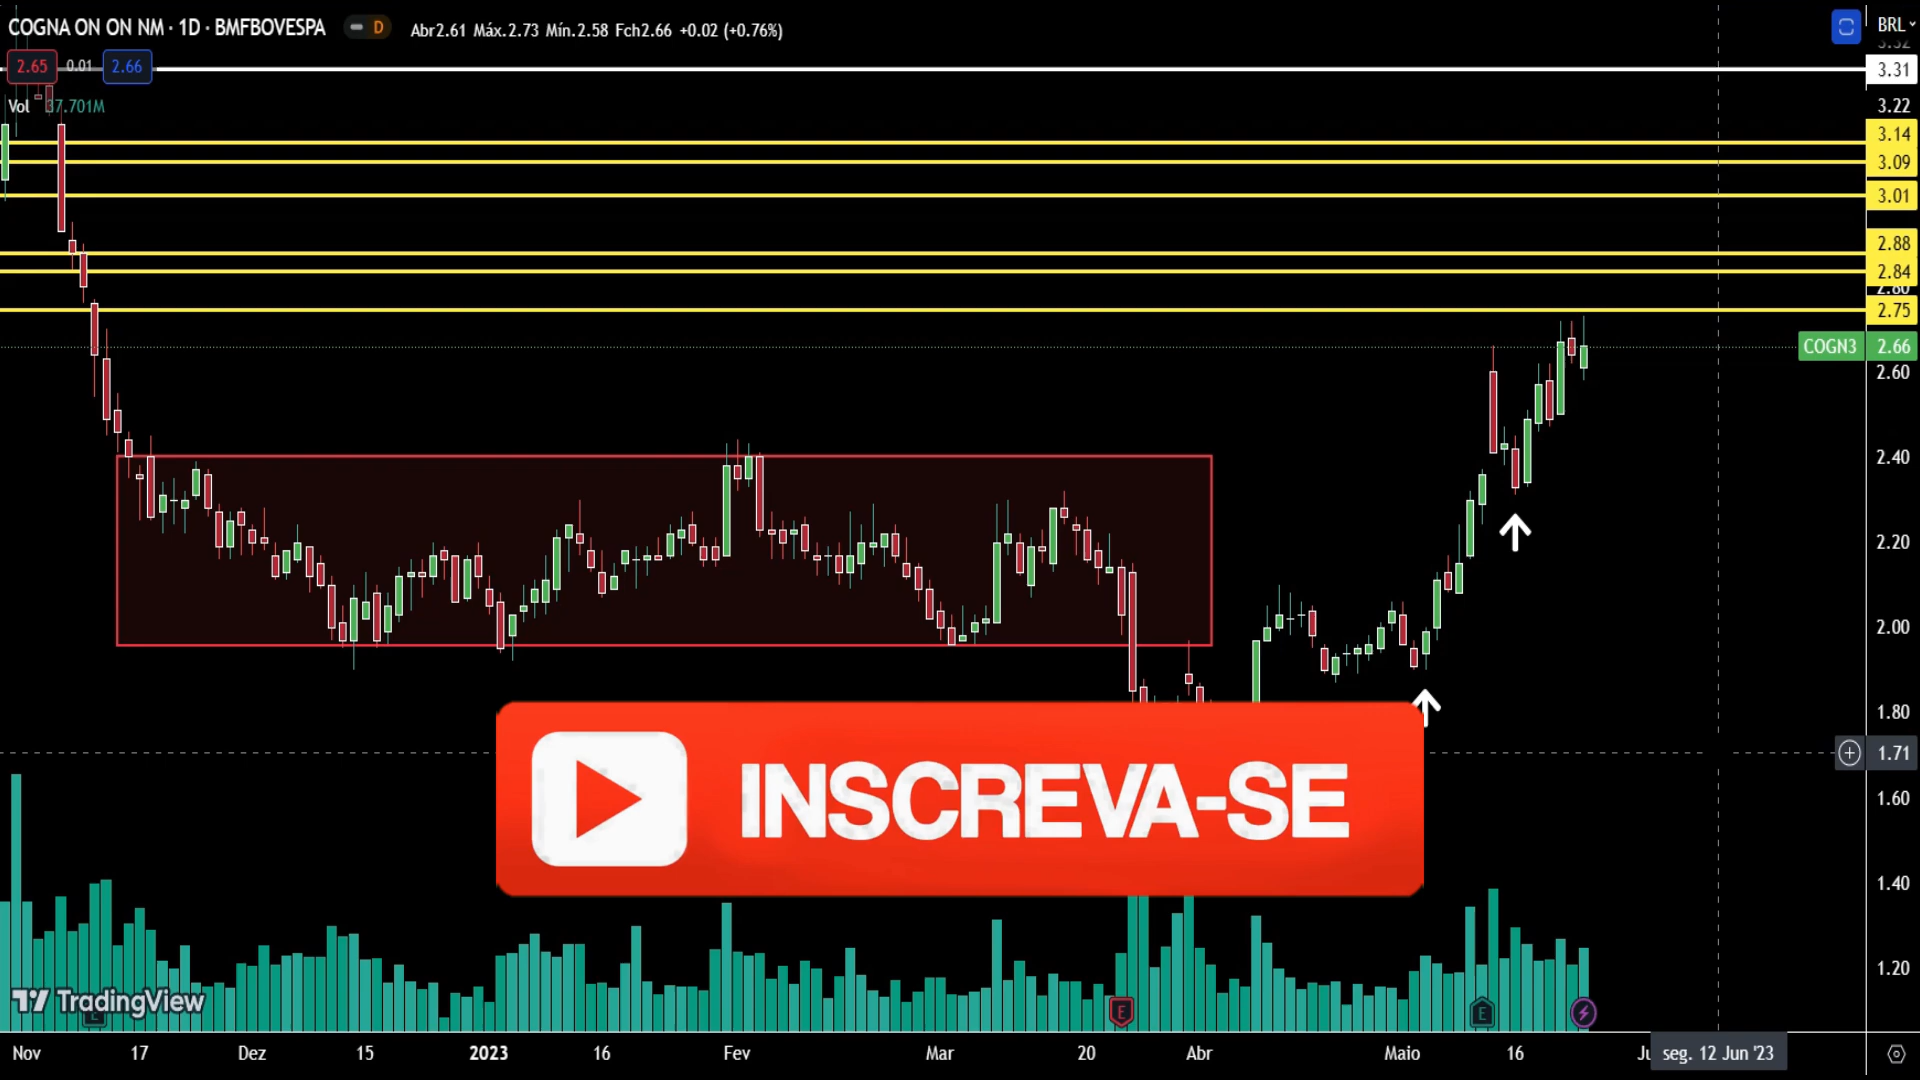 COGNA ON ON NM · 1D · BMFBOVESPA
D
Abr2.61 Máx.2.73 Mín.2.58 Fch2.66 +0.02 (+0.76%)
BRL
3.32
2.65
0.01
2.66
3.31
Vol
37.701M
3.22
3.14
3.09
3.01
2.88
2.84
2.80
2.75
COGN3
2.66
2.60
2.40
2.20
2.00
1.80
1.71
INSCREVA-SE
1.60
1.40
1.20
TradingView
E
E
E
Nov
17
Dez
15
2023
16
Fev
Mar
20
Abr
Maio
16
seg. 12 Jun '23